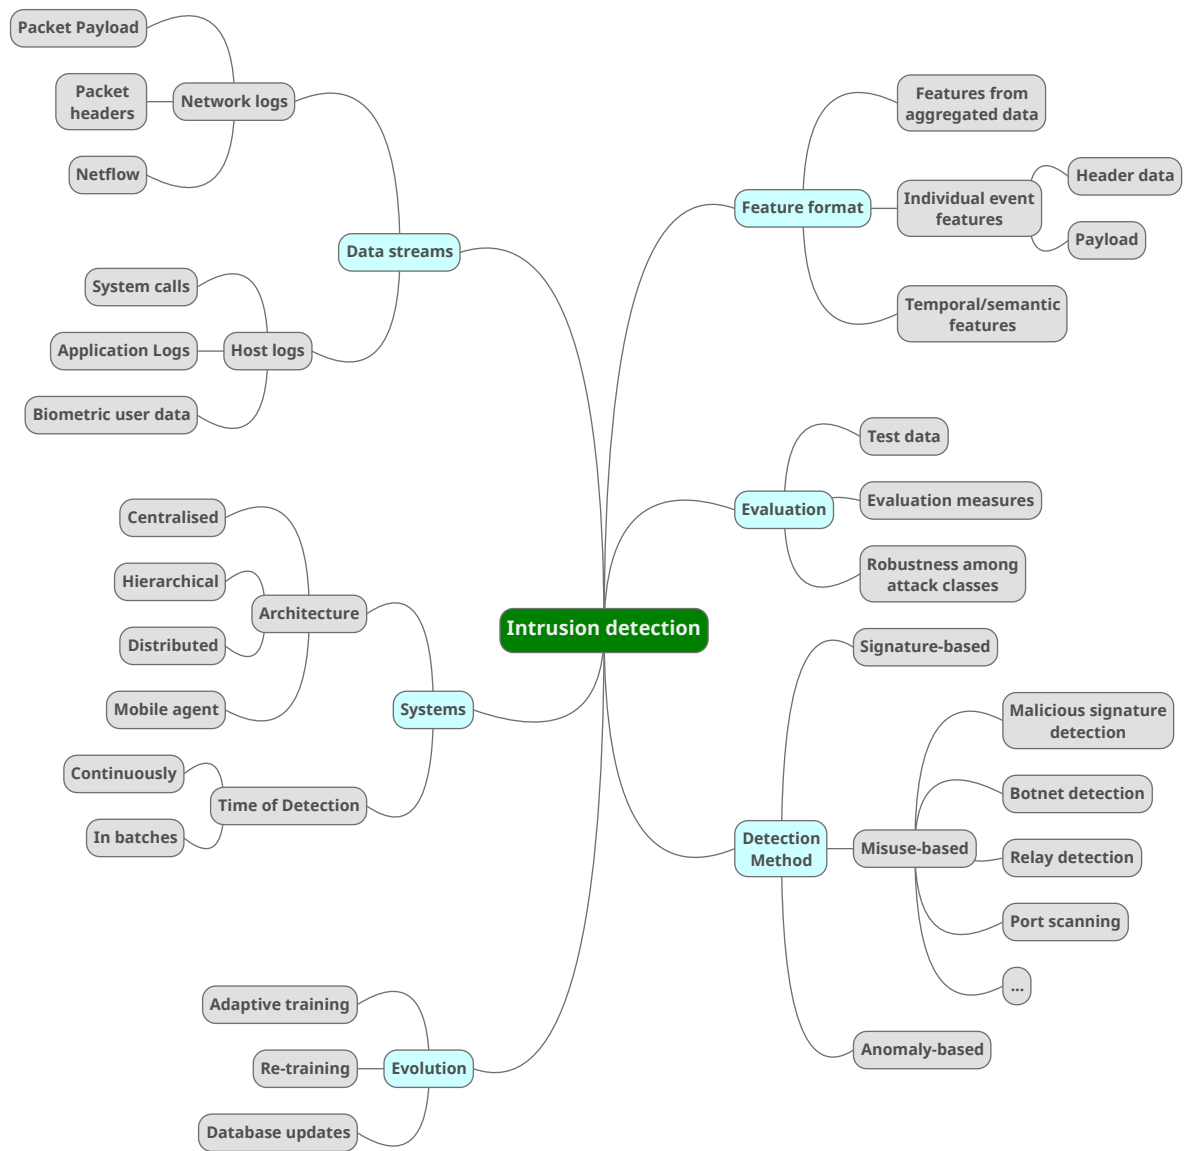 Packet Payload
Packet
headers
Network logs
Netflow
Data streams
System calls
Application Logs
Host logs
Biometric user data
Centralised
Hierarchical
Architecture
Distributed
Mobile agent
Systems
Continuously
Time of Detection
In batches
Adaptive training
Re-training
Evolution
Database updates
Intrusion detection
Features from
aggregated data
Feature format
Individual event
features
Header data
Payload
Temporal/semantic
features
Test data
Evaluation
Evaluation measures
Robustness among
attack classes
Signature-based
Detection
Method
Misuse-based
Malicious signature
detection
Botnet detection
Relay detection
Port scanning
...
Anomaly-based